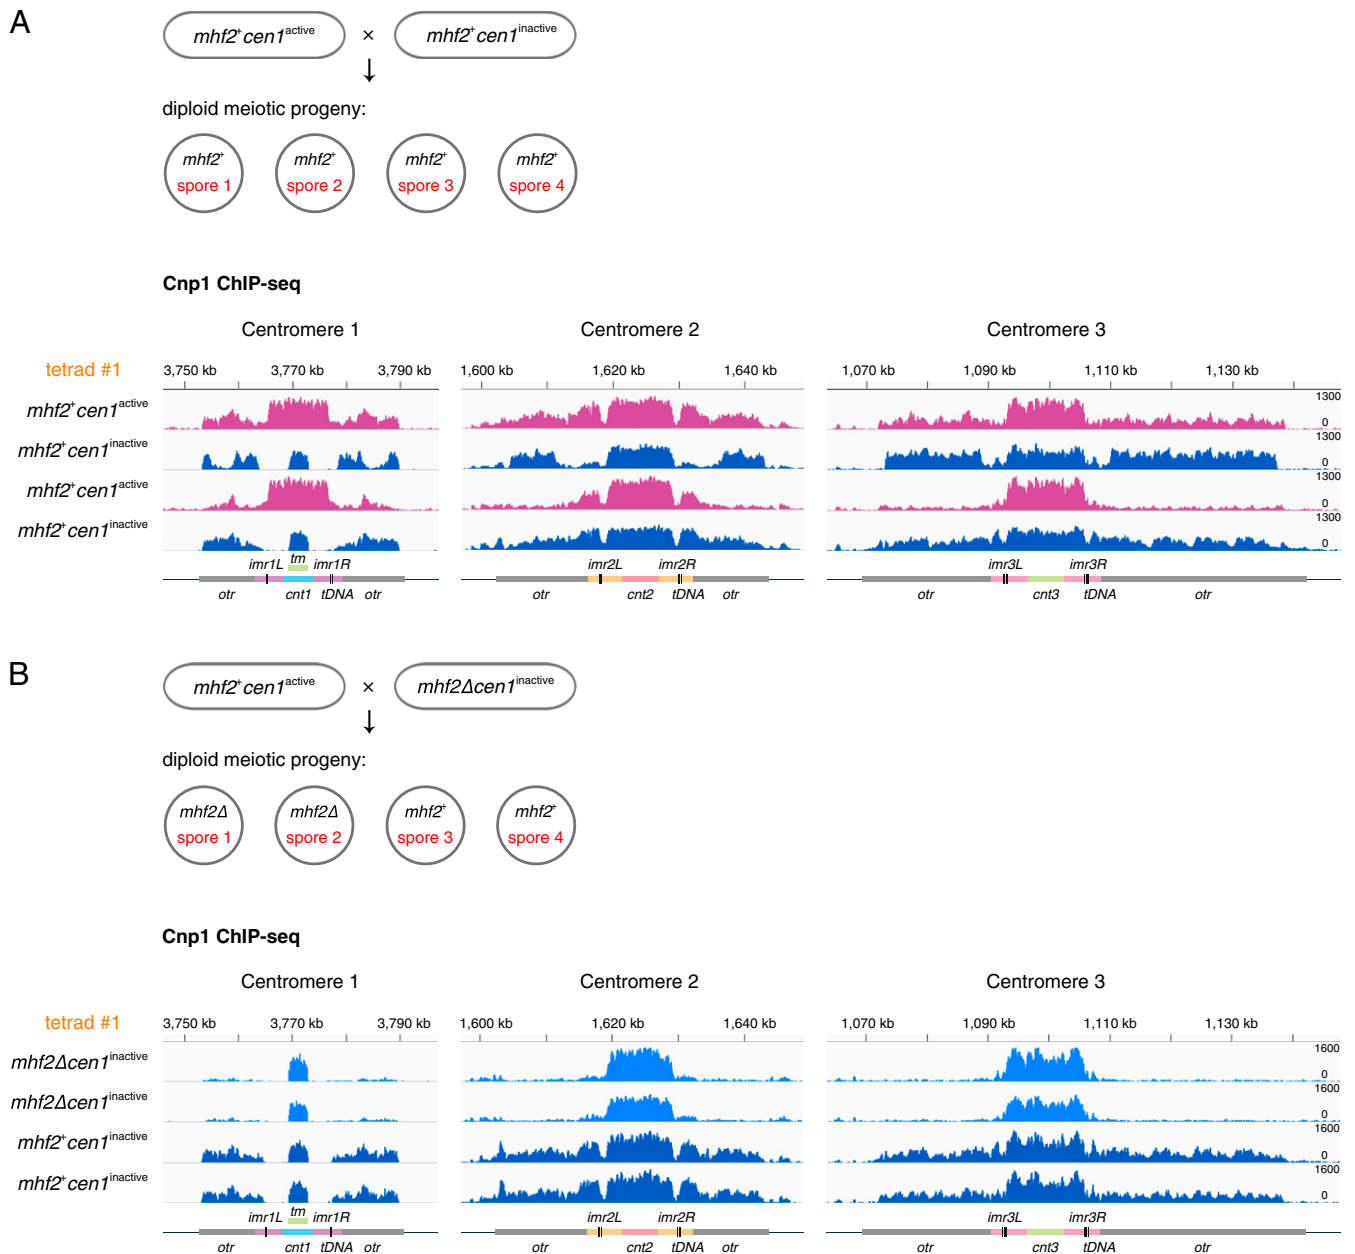 A
mhf2+cen1active × mhf2+cen1inactive
↓
diploid meiotic progeny:
mhf2+ mhf2+ mhf2+ mhf2+
spore 1 spore 2 spore 3 spore 4
Cnp1 ChIP-seq
Centromere 1 Centromere 2 Centromere 3
tetrad #1 3,750 kb 3,770 kb 3,790 kb 1,600 kb 1,620 kb 1,640 kb 1,070 kb 1,090 kb 1,110 kb 1,130 kb
mhf2+cen1active 1300
0
mhf2+cen1inactive 1300
0
mhf2+cen1active 1300
0
mhf2+cen1inactive 1300
0
imr1L tm imr1R imr2L imr2R imr3L imr3R
otr cnt1 tDNA otr otr cnt2 tDNA otr otr cnt3 tDNA otr
B
mhf2+cen1active × mhf2Δcen1inactive
↓
diploid meiotic progeny:
mhf2Δ mhf2Δ mhf2+ mhf2+
spore 1 spore 2 spore 3 spore 4
Cnp1 ChIP-seq
Centromere 1 Centromere 2 Centromere 3
tetrad #1 3,750 kb 3,770 kb 3,790 kb 1,600 kb 1,620 kb 1,640 kb 1,070 kb 1,090 kb 1,110 kb 1,130 kb
mhf2Δcen1inactive 1600
0
mhf2Δcen1inactive 1600
0
mhf2+cen1inactive 1600
0
mhf2+cen1inactive 1600
0
imr1L tm imr1R imr2L imr2R imr3L imr3R
otr cnt1 tDNA otr otr cnt2 tDNA otr otr cnt3 tDNA otr